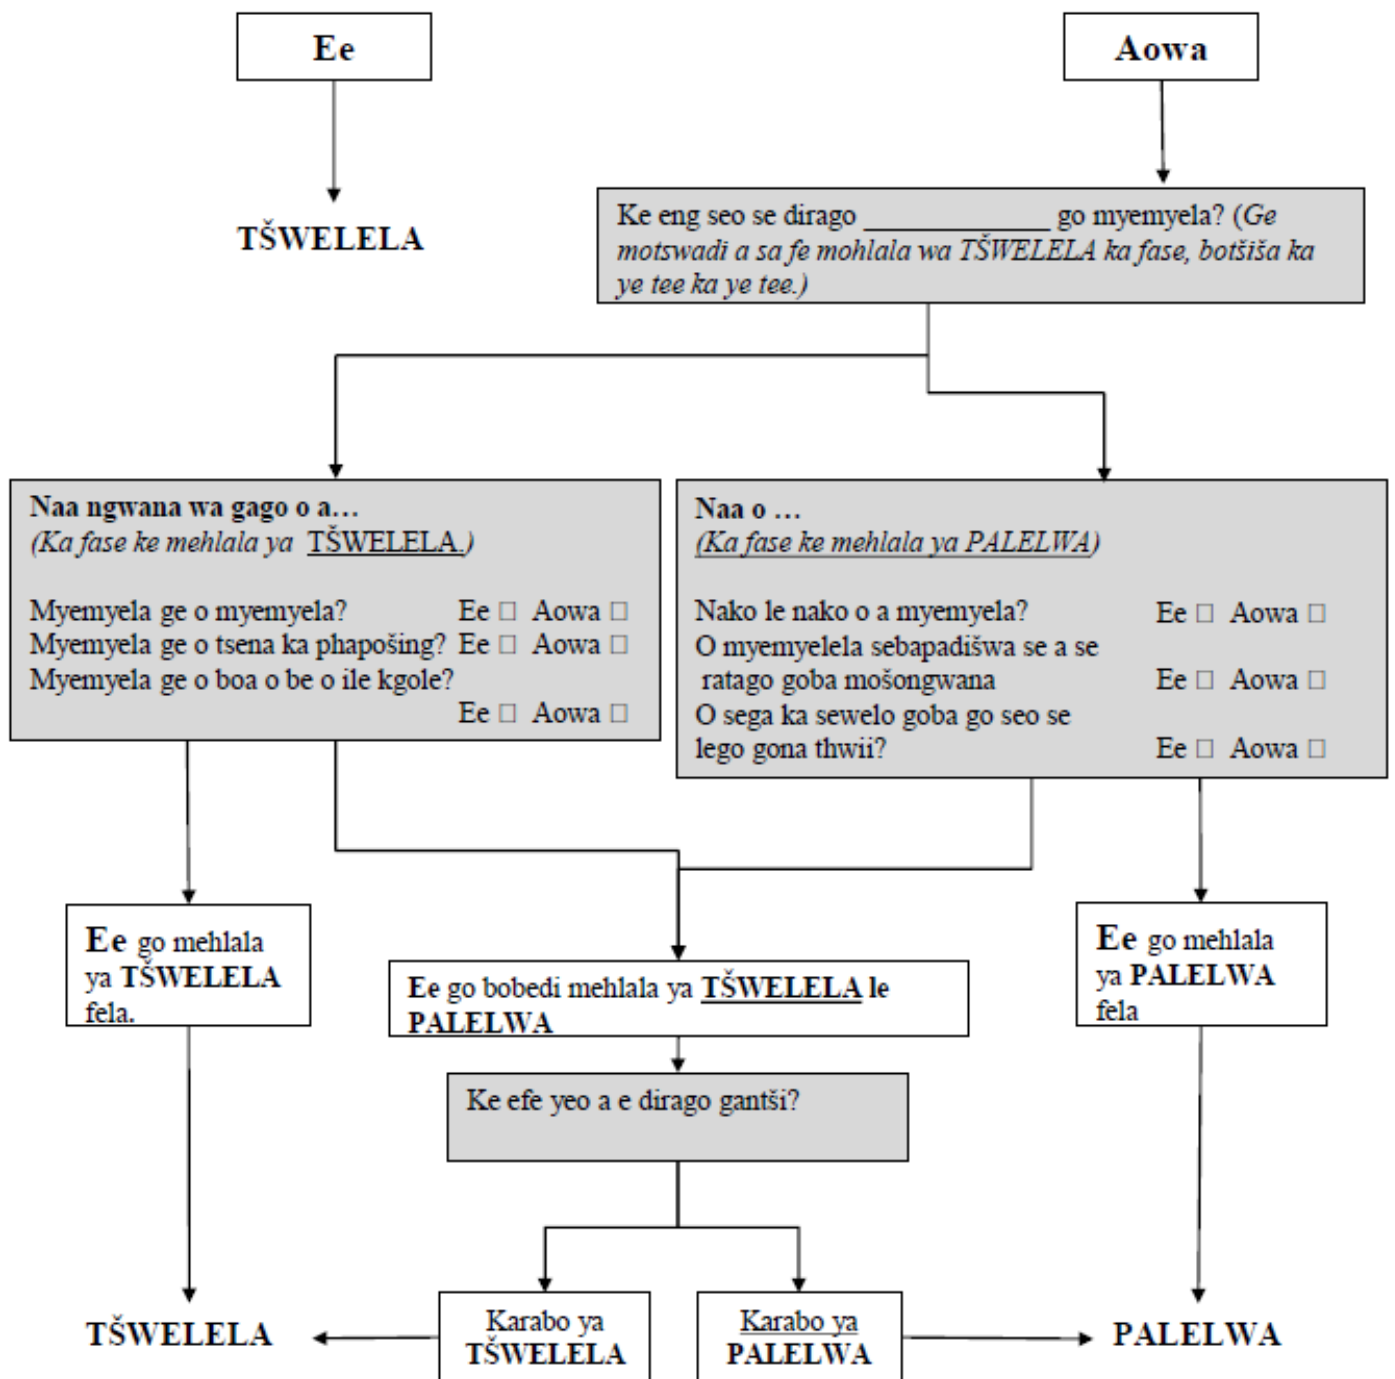 Ee
Aowa
TŠWELELA
Ke eng seo se dirago ____________ go myemyela? (Ge
motswadi a sa fe mohlala wa TŠWELELA ka fase, botšiša ka
ye tee ka ye tee.)
Naa ngwana wa gago o a…
(Ka fase ke mehlala ya TŠWELELA.)
Myemyela ge o myemyela? Ee □ Aowa □
Myemyela ge o tsena ka phapošing? Ee □ Aowa □
Myemyela ge o boa o be o ile kgole?
Ee □ Aowa □
Naa o …
(Ka fase ke mehlala ya PALELWA)
Nako le nako o a myemyela? Ee □ Aowa □
O myemyelela sebapadišwa se a se
ratago goba mošongwana Ee □ Aowa □
O sega ka sewelo goba go seo se
lego gona thwii? Ee □ Aowa □
Ee go mehlala
ya TŠWELELA
fela.
Ee go bobedi mehlala ya TŠWELELA le
PALELWA
Ee go mehlala
ya PALELWA
fela
Ke efe yeo a e dirago gantši?
TŠWELELA
Karabo ya
TŠWELELA
Karabo ya
PALELWA
PALELWA